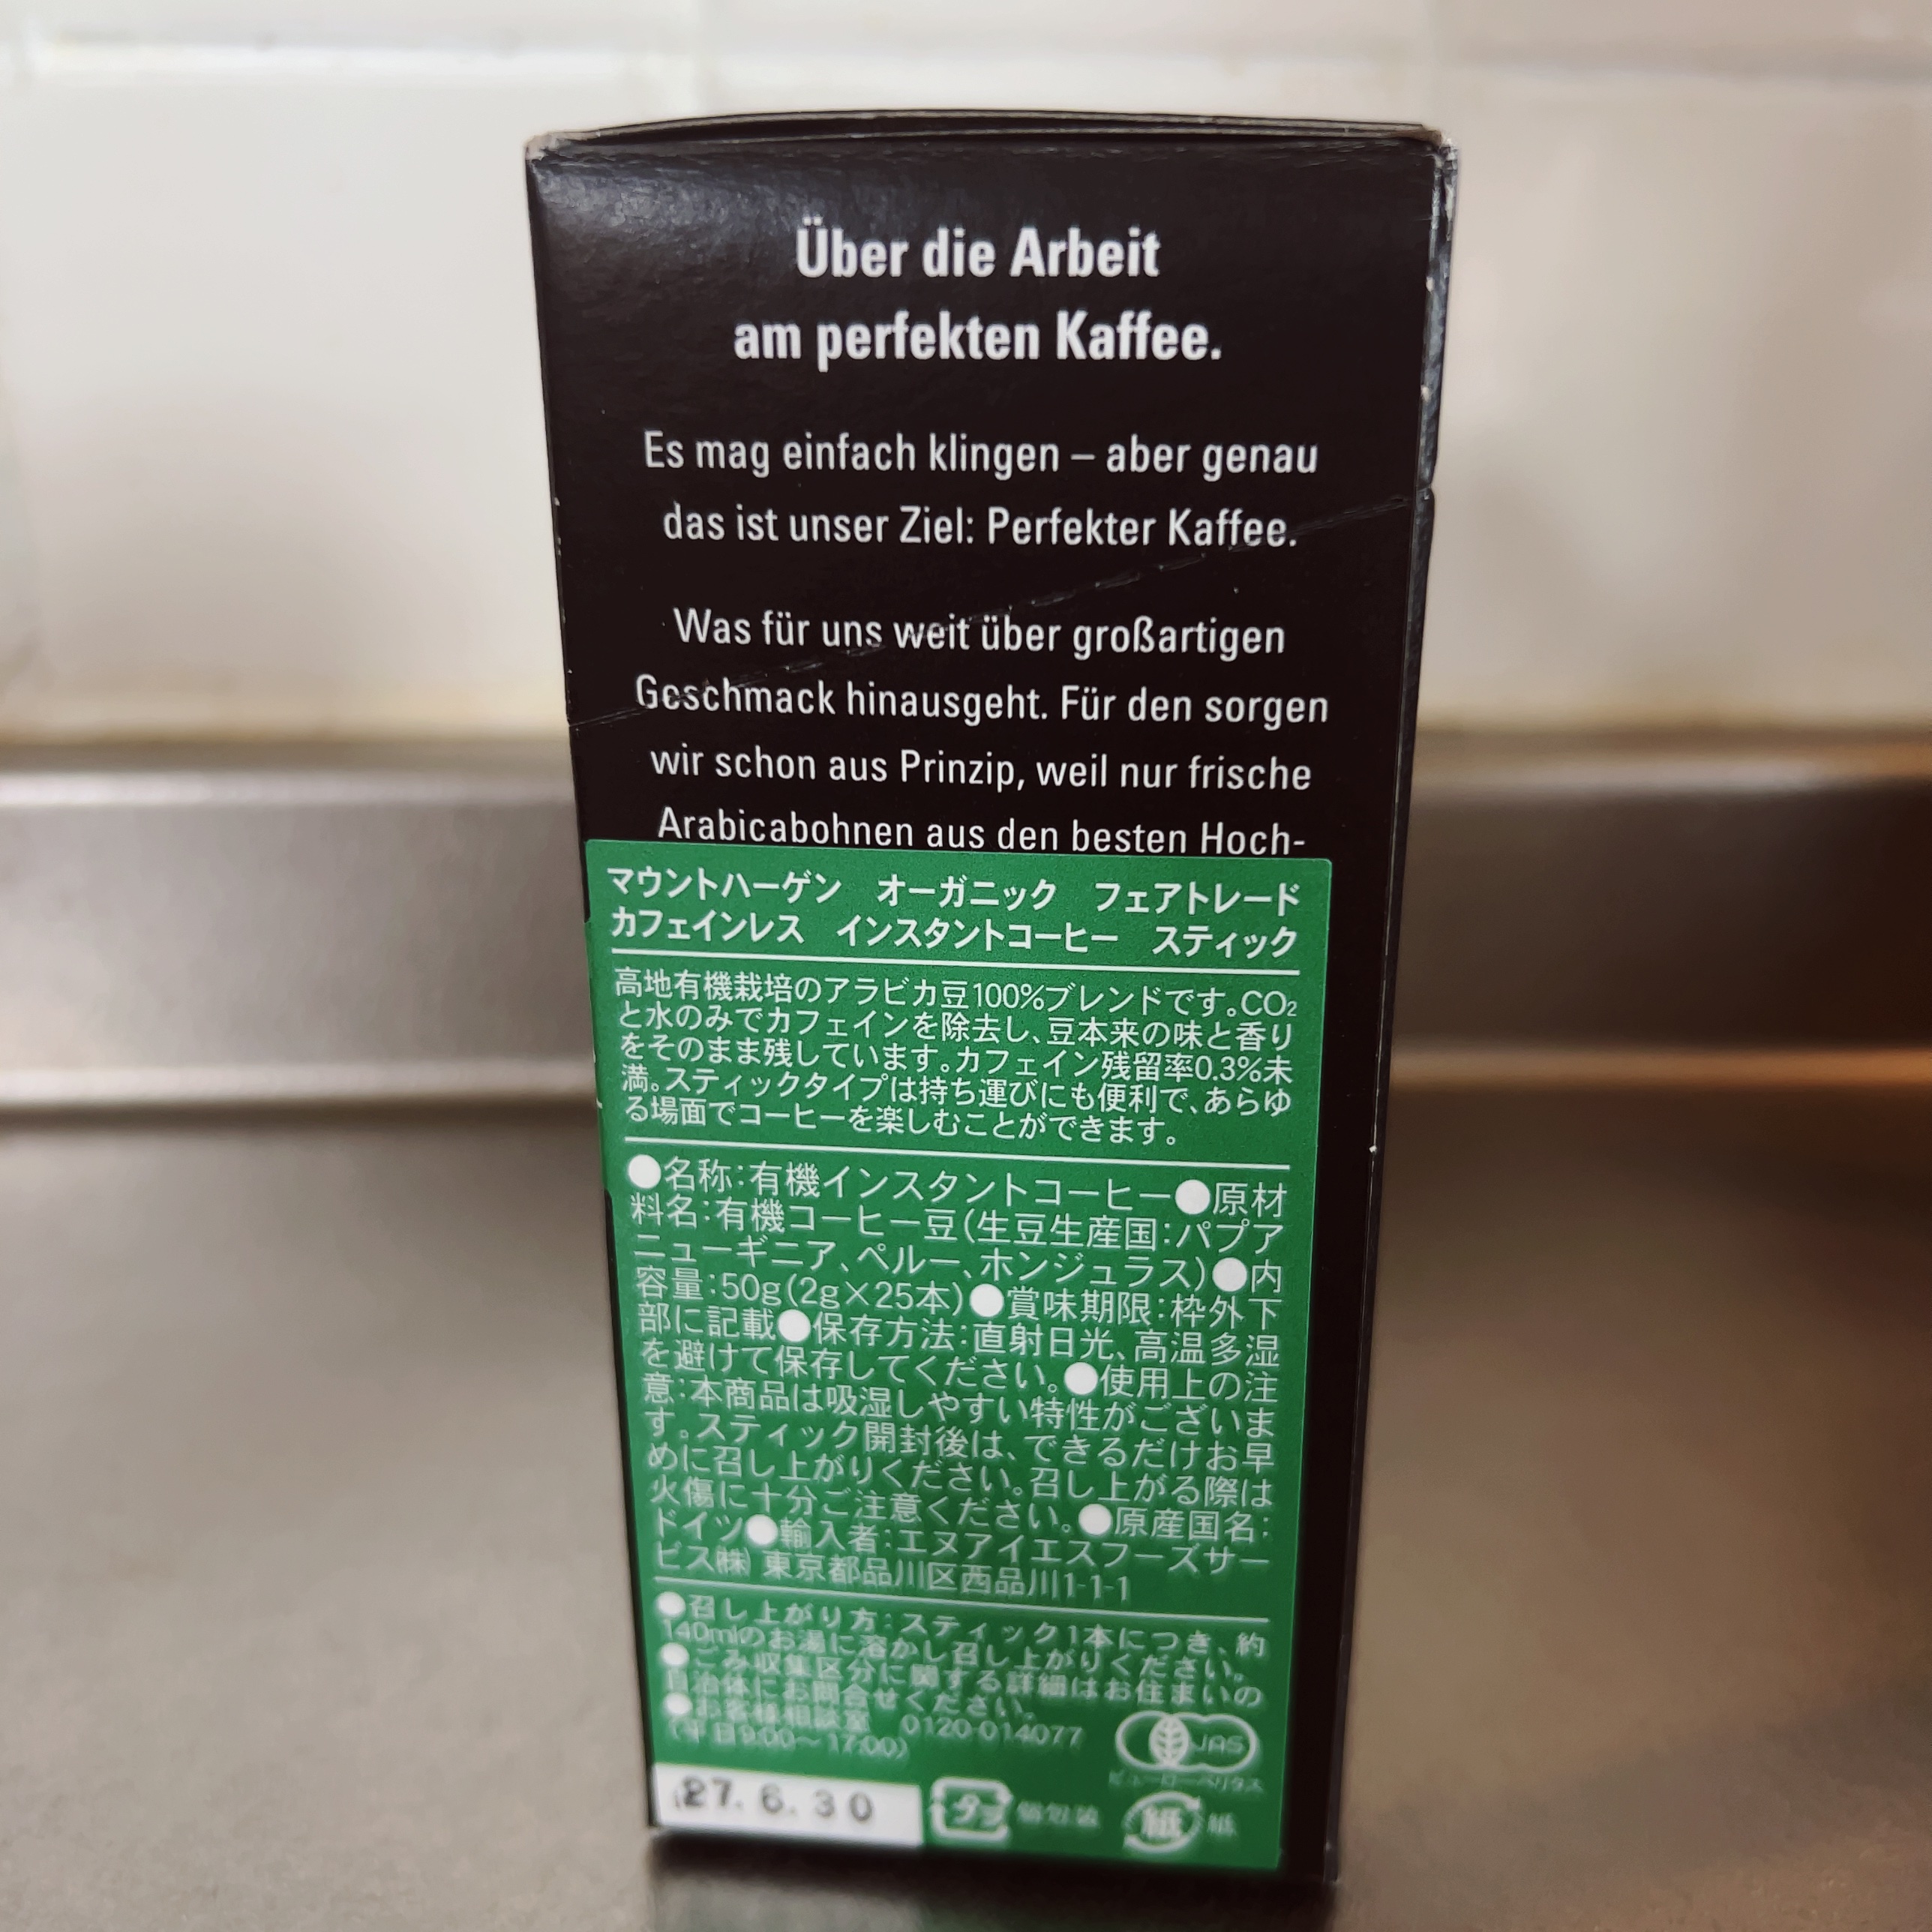 Über die Arbeit
am perfekten Kaffee.
Es mag einfach klingen – aber genau
das ist unser Ziel: Perfekter Kaffee.
Was für uns weit über großartigen
Geschmack hinausgeht. Für den sorgen
wir schon aus Prinzip, weil nur frische
Arabicabohnen aus den besten Hoch-
マウントハーゲン オーガニック フェアトレード
カフェインレス インスタントコーヒー スティック
高地有機栽培のアラビカ豆100%ブレンドです。CO₂
と水のみでカフェインを除去し、豆本来の味と香り
をそのまま残しています。カフェイン残留率0.3%未
満。スティックタイプは持ち運びにも便利で、あらゆ
る場面でコーヒーを楽しむことができます。
●名称:有機インスタントコーヒー●原材
料名:有機コーヒー豆(生豆生産国:パプア
ニューギニア、ペルー、ホンジュラス)●内
容量:50g(2g×25本)●賞味期限:枠外下
部に記載●保存方法:直射日光、高温多湿
を避けて保存してください。●使用上の注
意:本商品は吸湿しやすい特性がございま
す。スティック開封後は、できるだけお早
めに召し上がりください。召し上がる際は
火傷に十分ご注意ください。●原産国名:
ドイツ●輸入者:エヌアイエスフーズサー
ビス㈱ 東京都品川区西品川1-1-1
●召し上がり方:スティック1本につき、約
140mlのお湯に溶かし召し上がりください。
●ごみ収集区分に関する詳細はお住まいの
自治体にお問合せください。
●お客様相談室 0120-014077
(平日9:00〜17:00)
JAS
ビューローベリタス
27.6.30
プラ 個包装
紙 紙